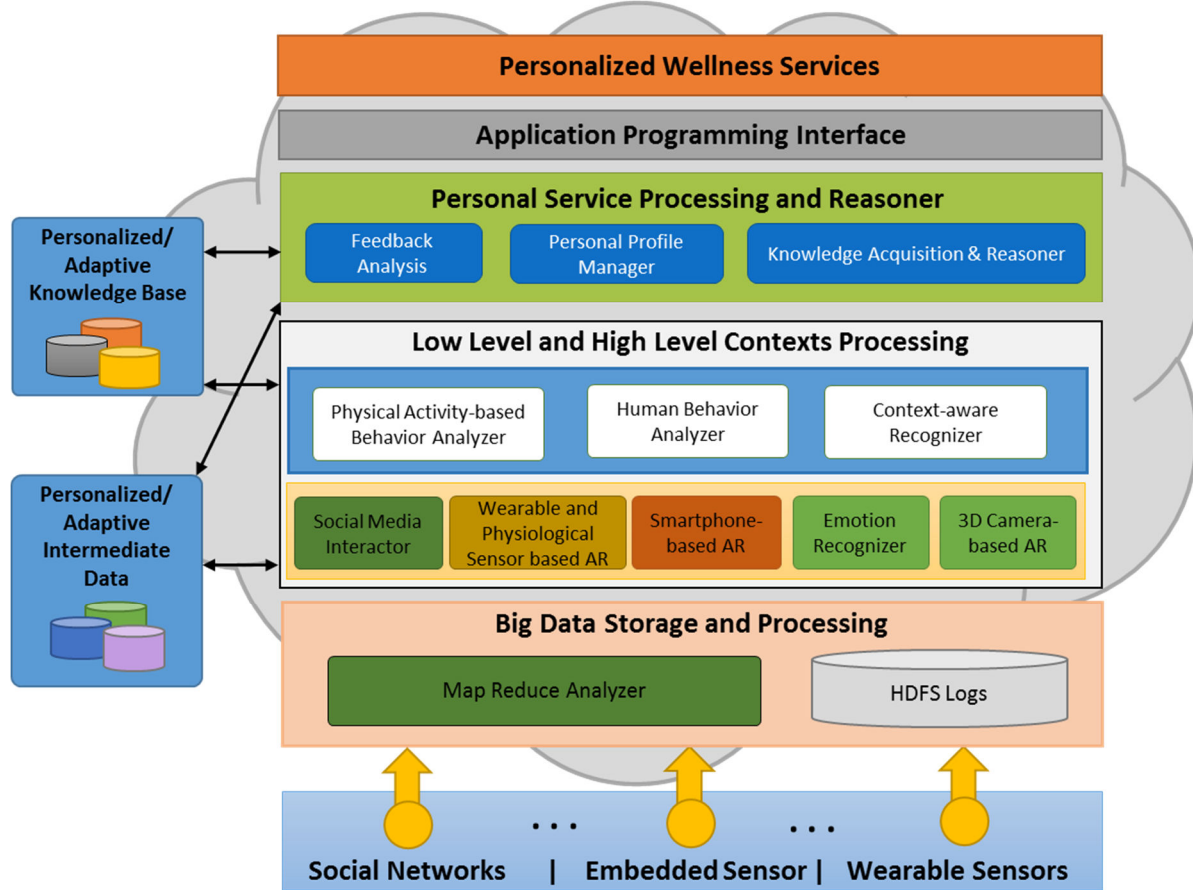 Personalized Wellness Services
Application Programming Interface
Personal Service Processing and Reasoner
Feedback
Analysis
Personal Profile
Manager
Knowledge Acquisition & Reasoner
Personalized/
Adaptive
Knowledge Base
Low Level and High Level Contexts Processing
Physical Activity-based
Behavior Analyzer
Human Behavior
Analyzer
Context-aware
Recognizer
Personalized/
Adaptive
Intermediate
Data
Social Media
Interactor
Wearable and
Physiological
Sensor based AR
Smartphone-
based AR
Emotion
Recognizer
3D Camera-
based AR
Big Data Storage and Processing
Map Reduce Analyzer
HDFS Logs
... ...
Social Networks | Embedded Sensor | Wearable Sensors